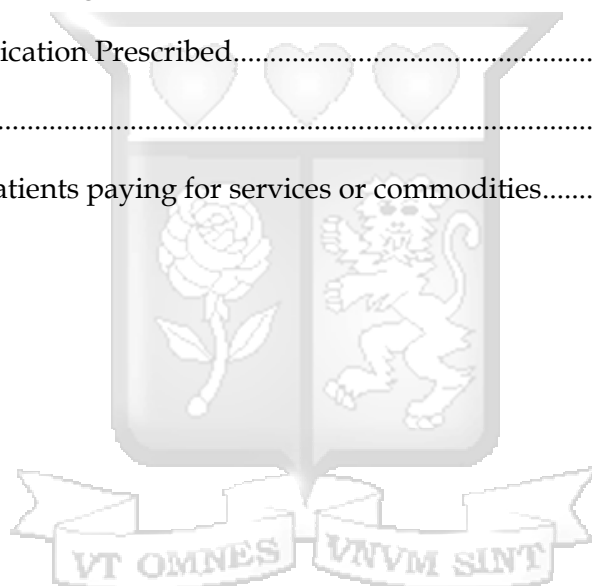 ication Prescribed................................................
................................................................................
atients paying for services or commodities.......
VT OMNES VNVM SINT